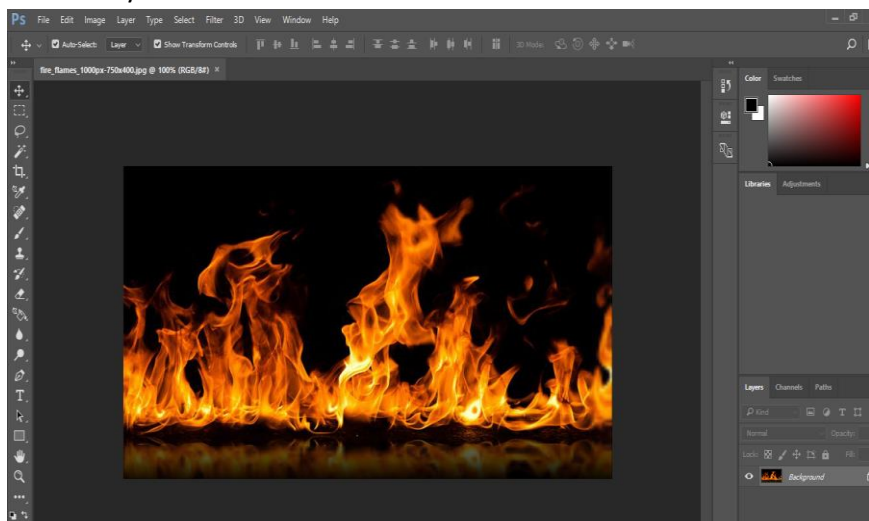 Ps File Edit Image Layer Type Select Filter 3D View Window Help
Auto-Select: Layer Show Transform Controls 3D Mode:
fire_flames_1000px-750x400.jpg @ 100% (RGB/8#) ×
Color Swatches
Libraries Adjustments
Layers Channels Paths
Kind
Normal Opacity:
Lock: Fill:
Background